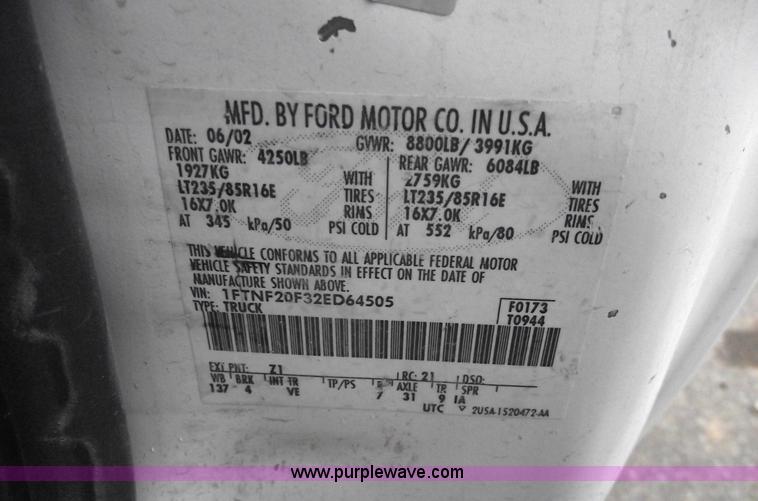 MFD. BY FORD MOTOR CO. IN U.S.A.
DATE: 06/02 GVWR: 8800LB/ 3991KG
FRONT GAWR: 4250LB REAR GAWR: 6084LB
1927KG WITH 2759KG WITH
LT235/85R16E TIRES LT235/85R16E TIRES
16X7.0K RIMS 16X7.0K RIMS
AT 345 kPa/50 PSI COLD AT 552 kPa/80 PSI COLD
THIS VEHICLE CONFORMS TO ALL APPLICABLE FEDERAL MOTOR
VEHICLE SAFETY STANDARDS IN EFFECT ON THE DATE OF
MANUFACTURE SHOWN ABOVE.
VIN: 1FTNF20F32ED64505 F0173
TYPE: TRUCK T0944
EXT PNT: Z1 RC: 21 DSO:
WB BRK INT TR TP/PS R AXLE TR SPR
137 4 VE 7 31 9 IA
UTC 2USA-1520472-AA
www.purplewave.com